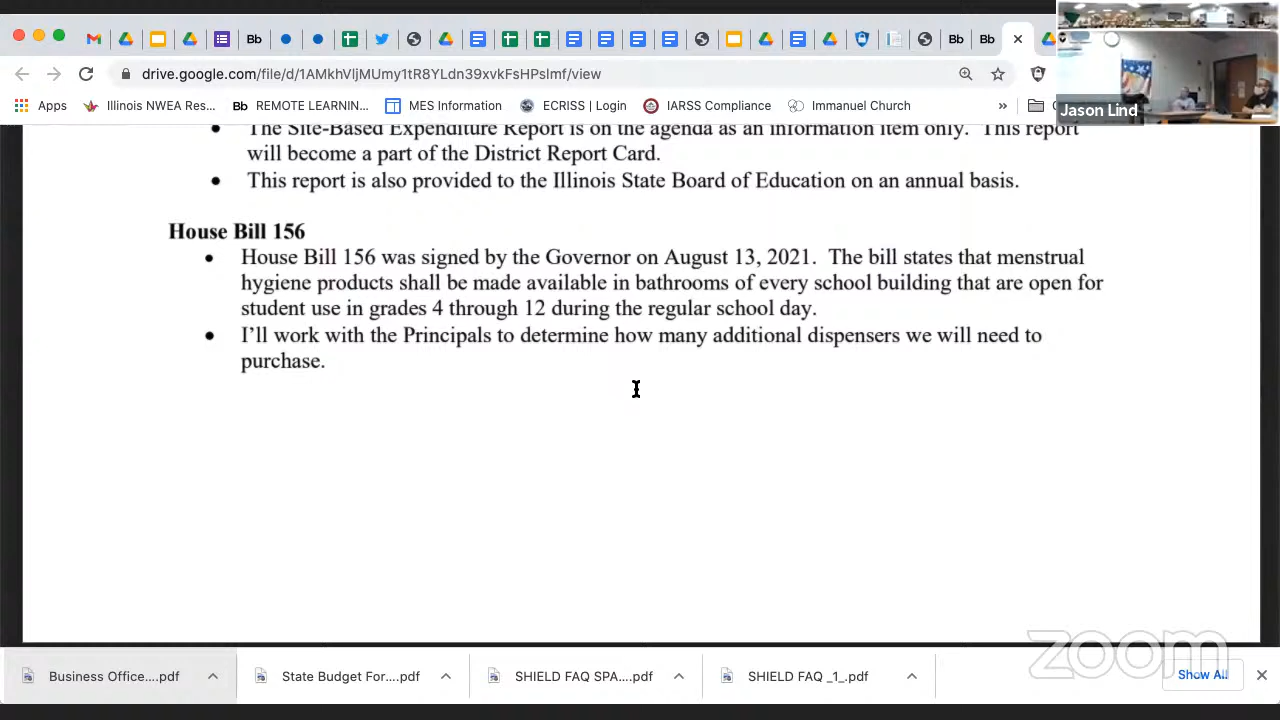 Bb
Bb
Bb
drive.google.com/file/d/1AMkhVljMUmy1tR8YLdn39xvkFsHPsImf/view
Apps
Illinois NWEA Res...
Bb REMOTE LEARNIN...
MES Information
ECRISS | Login
IARSS Compliance
Immanuel Church
»
Jason Lind
The Site-Based Expenditure Report is on the agenda as an information item only. This report
will become a part of the District Report Card.
This report is also provided to the Illinois State Board of Education on an annual basis.
House Bill 156
House Bill 156 was signed by the Governor on August 13, 2021. The bill states that menstrual
hygiene products shall be made available in bathrooms of every school building that are open for
student use in grades 4 through 12 during the regular school day.
I'll work with the Principals to determine how many additional dispensers we will need to
purchase.
zoom
Business Office....pdf
State Budget For....pdf
SHIELD FAQ SPA....pdf
SHIELD FAQ _1_.pdf
Show All